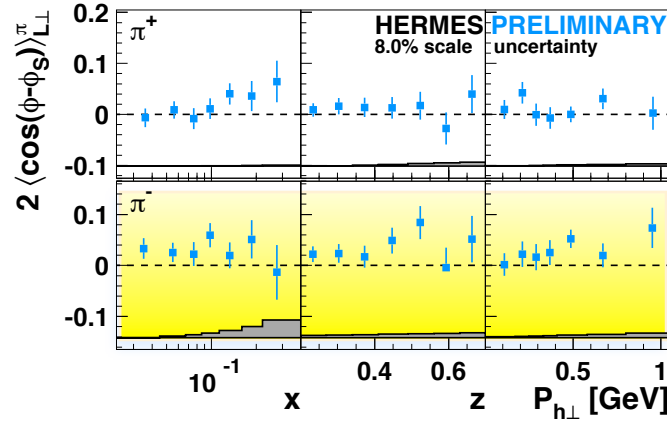 2 ⟨cos(ϕ-ϕS)⟩πL⊥
0.2
π+
HERMES PRELIMINARY
8.0% scale uncertainty
0.1
0
-0.1
π-
0.1
0
-0.1
10-1
0.4 0.6
0.5 1
x
z
Ph⊥ [GeV]